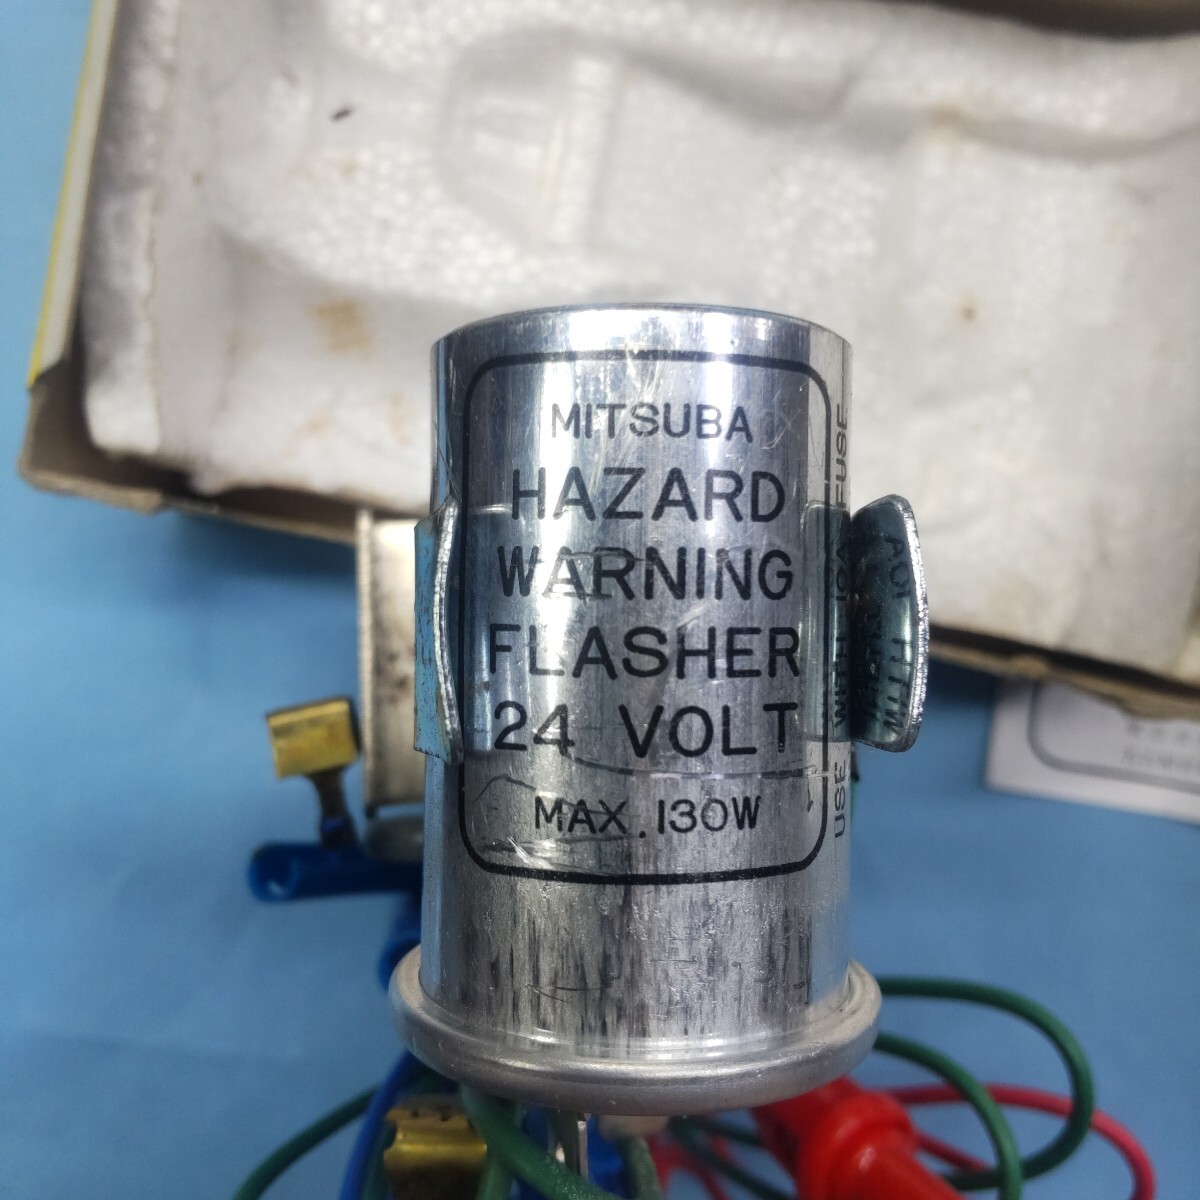 MITSUBA
HAZARD
WARNING
FLASHER
24 VOLT
MAX. 130W
USE WITH 10A FUSE